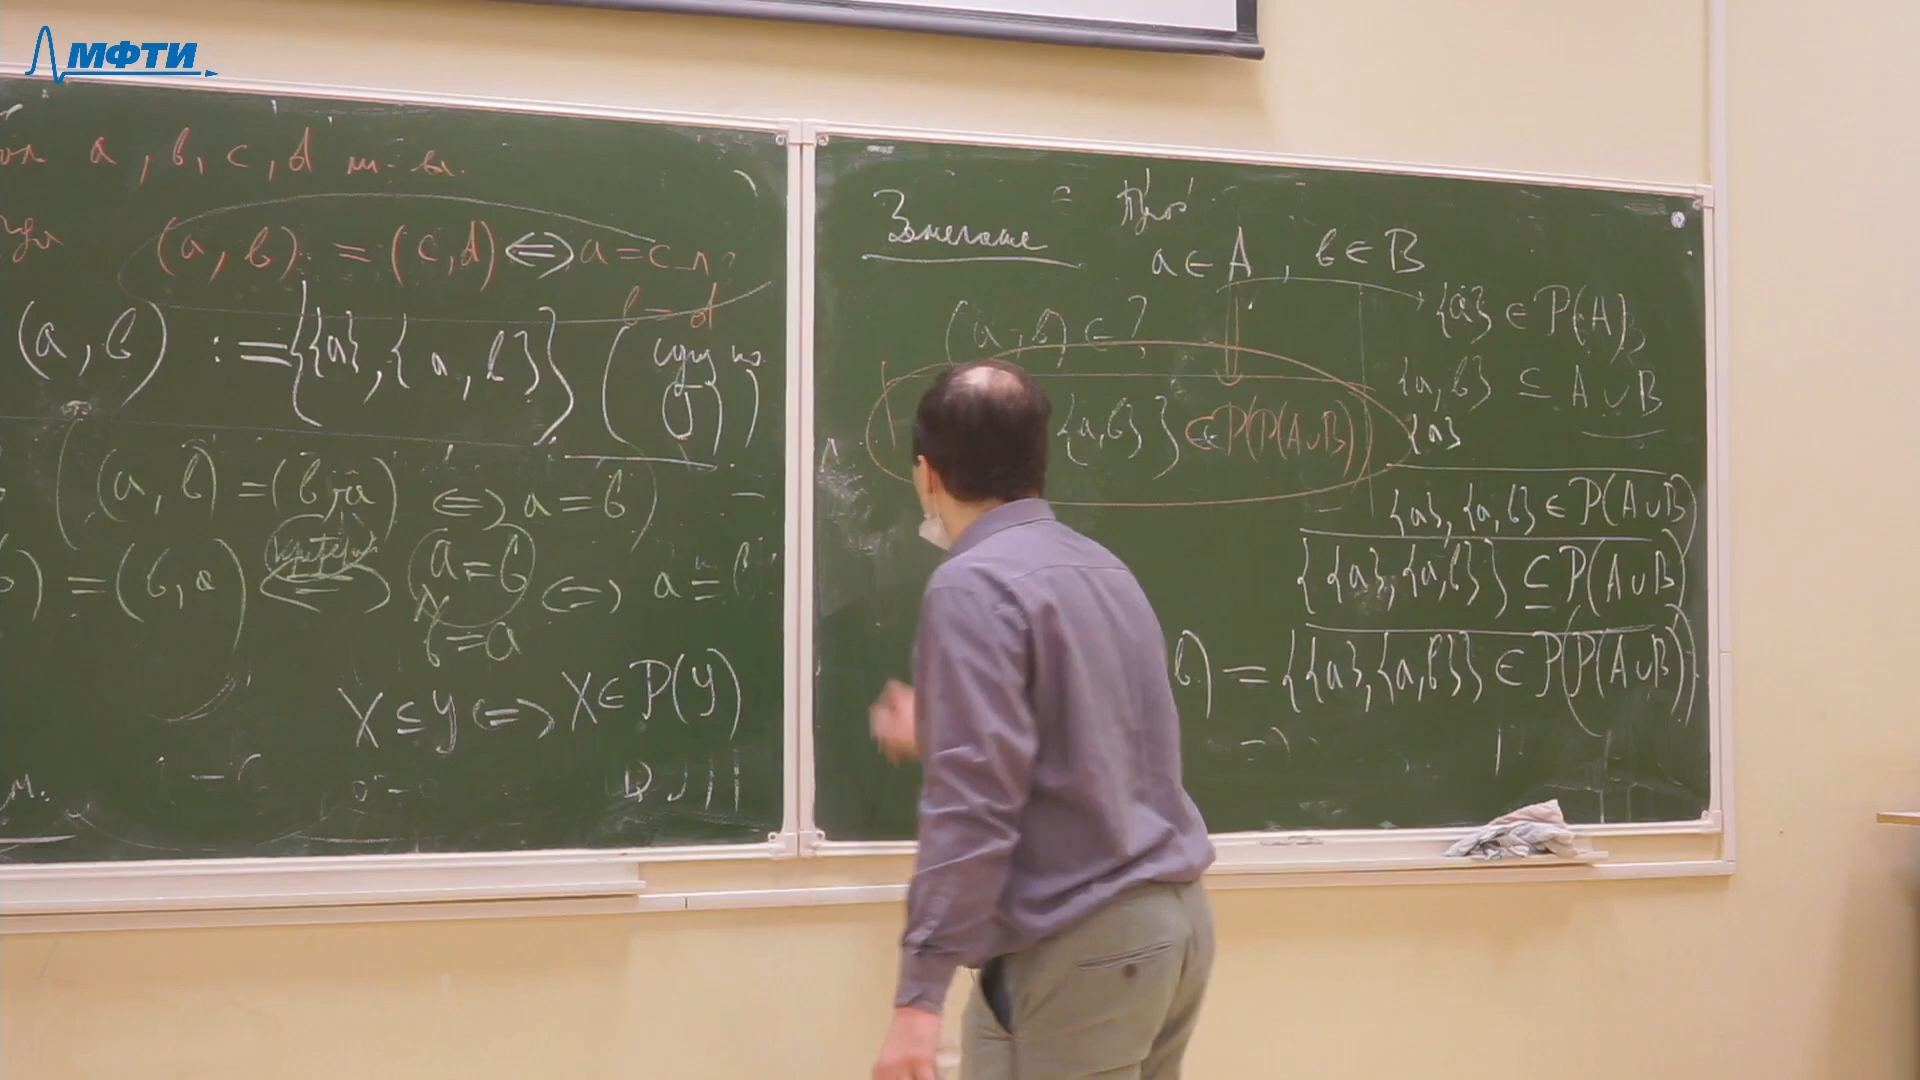 МФТИ
a, b, c, d
(a, b) = (c, d) ⟺ a = c
b = d
(a, b) := {{a}, {a, b}}
(a, b) = (b, a) ⟺ a = b
) = (b, a) ⟺ a = b ⟺ a =
b = a
X ⊆ Y ⟺ X ∈ P(Y)
м.
Замечание
a ∈ A, b ∈ B
(a, b) ∈ ?
{a, b}} ∈ P(P(A∪B))
{a} ∈ P(A)
{a, b} ⊆ A∪B
{a}
{a}, {a, b} ∈ P(A∪B)
{{a}, {a, b}} ⊆ P(A∪B)
b) = {{a}, {a, b}} ∈ P(P(A∪B))